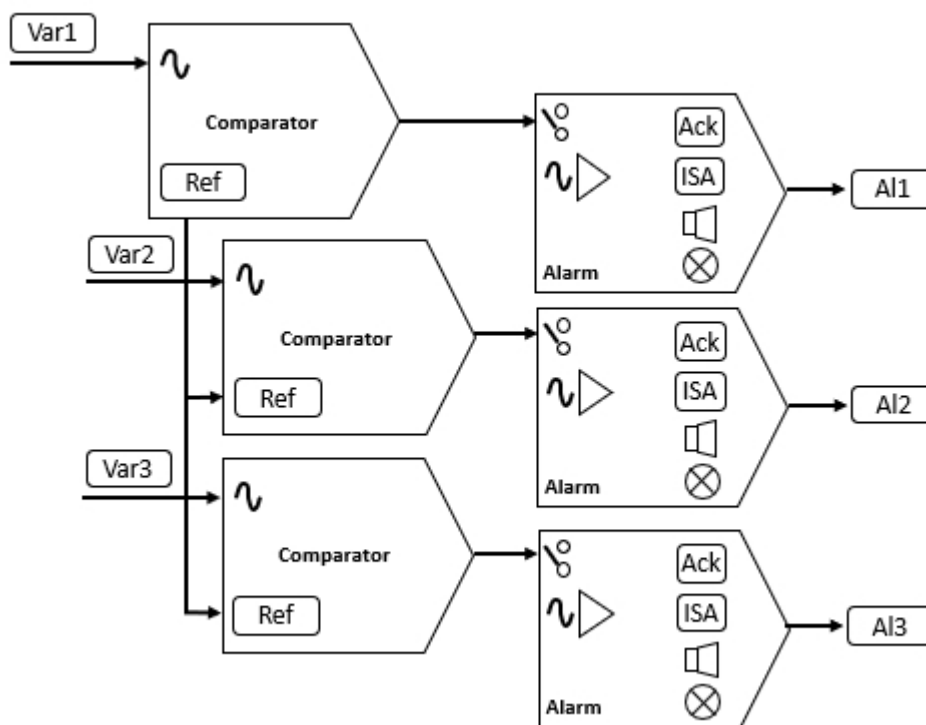 Var1
Comparator
Ref
Ack
ISA
Alarm
Al1
Var2
Comparator
Ref
Ack
ISA
Alarm
Al2
Var3
Comparator
Ref
Ack
ISA
Alarm
Al3